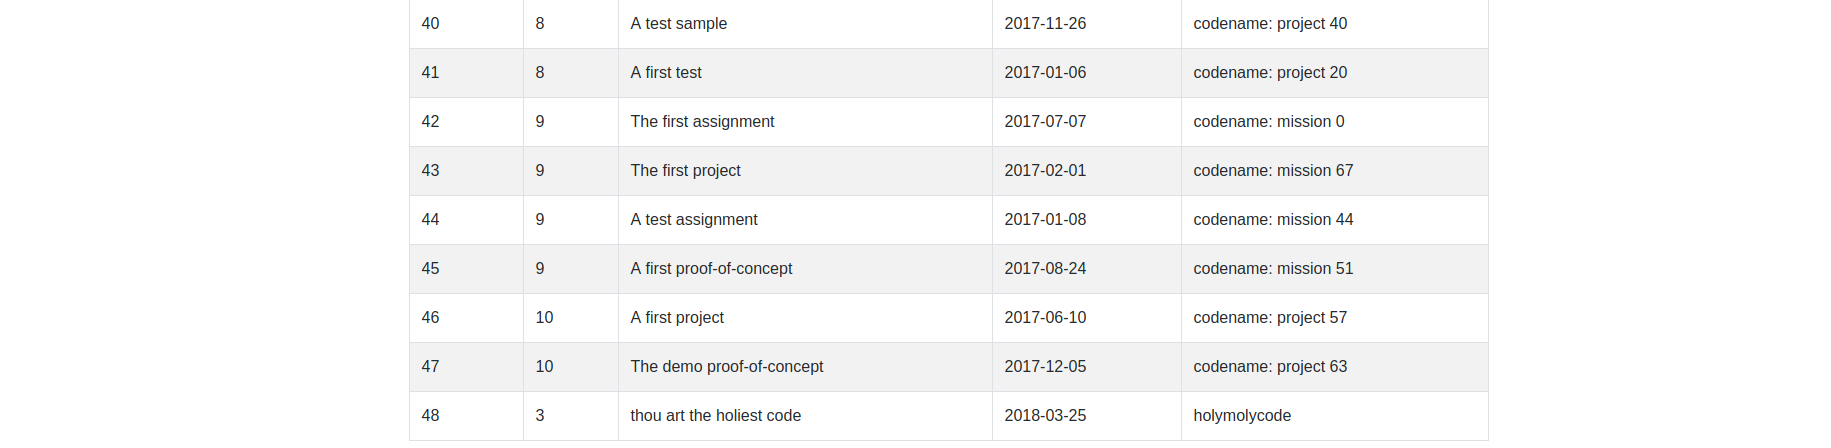 40 8 A test sample 2017-11-26 codename: project 40
41 8 A first test 2017-01-06 codename: project 20
42 9 The first assignment 2017-07-07 codename: mission 0
43 9 The first project 2017-02-01 codename: mission 67
44 9 A test assignment 2017-01-08 codename: mission 44
45 9 A first proof-of-concept 2017-08-24 codename: mission 51
46 10 A first project 2017-06-10 codename: project 57
47 10 The demo proof-of-concept 2017-12-05 codename: project 63
48 3 thou art the holiest code 2018-03-25 holymolycode